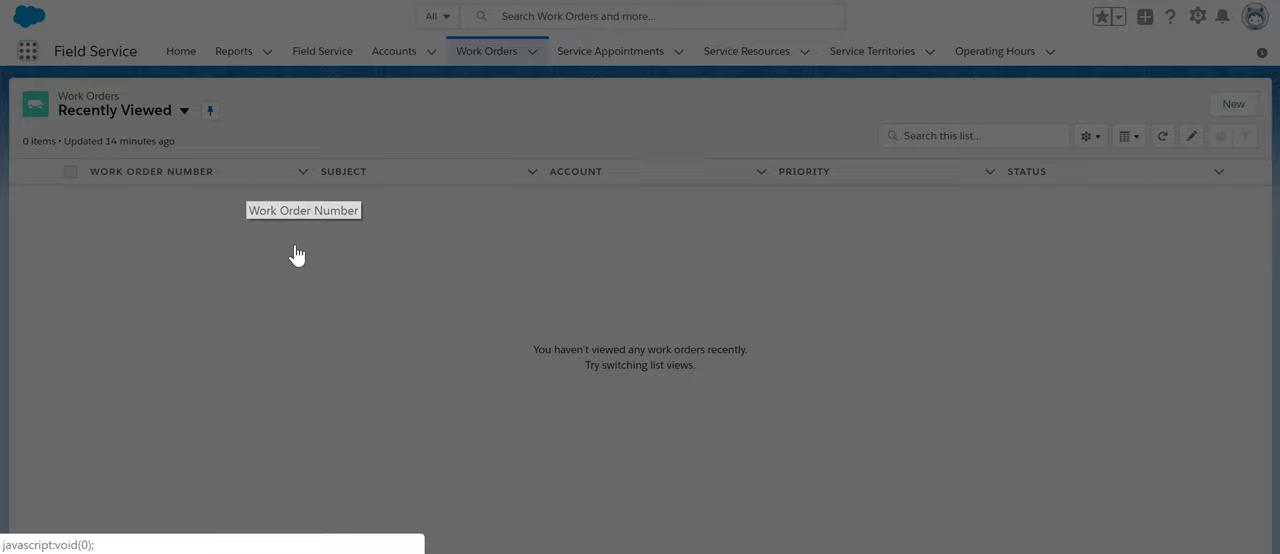 All
Search Work Orders and more...
Field Service
Home
Reports
Field Service
Accounts
Work Orders
Service Appointments
Service Resources
Service Territories
Operating Hours
Work Orders
Recently Viewed
New
0 items • Updated 14 minutes ago
Search this list...
WORK ORDER NUMBER
SUBJECT
ACCOUNT
PRIORITY
STATUS
Work Order Number
You haven't viewed any work orders recently.
Try switching list views.
javascript:void(0);